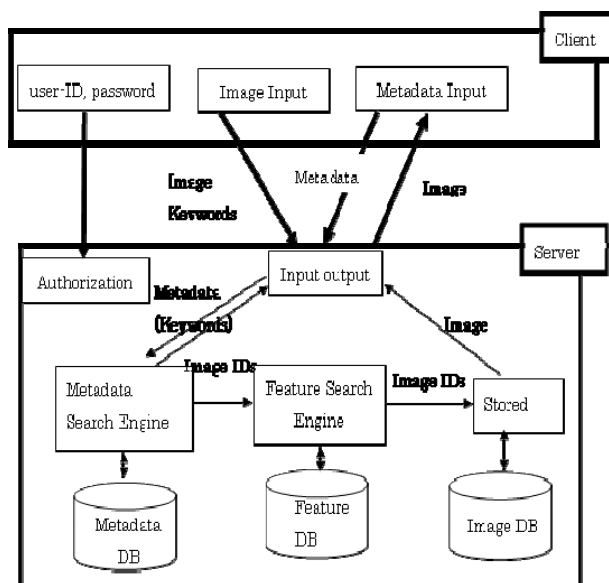 Client
user-ID, password
Image Input
Metadata Input
Image
Keywords
Metadata
Image
Server
Authorization
Input output
Metadata
(Keywords)
Image
Image IDs
Image IDs
Metadata
Search Engine
Feature Search
Engine
Stored
Metadata
DB
Feature
DB
Image DB